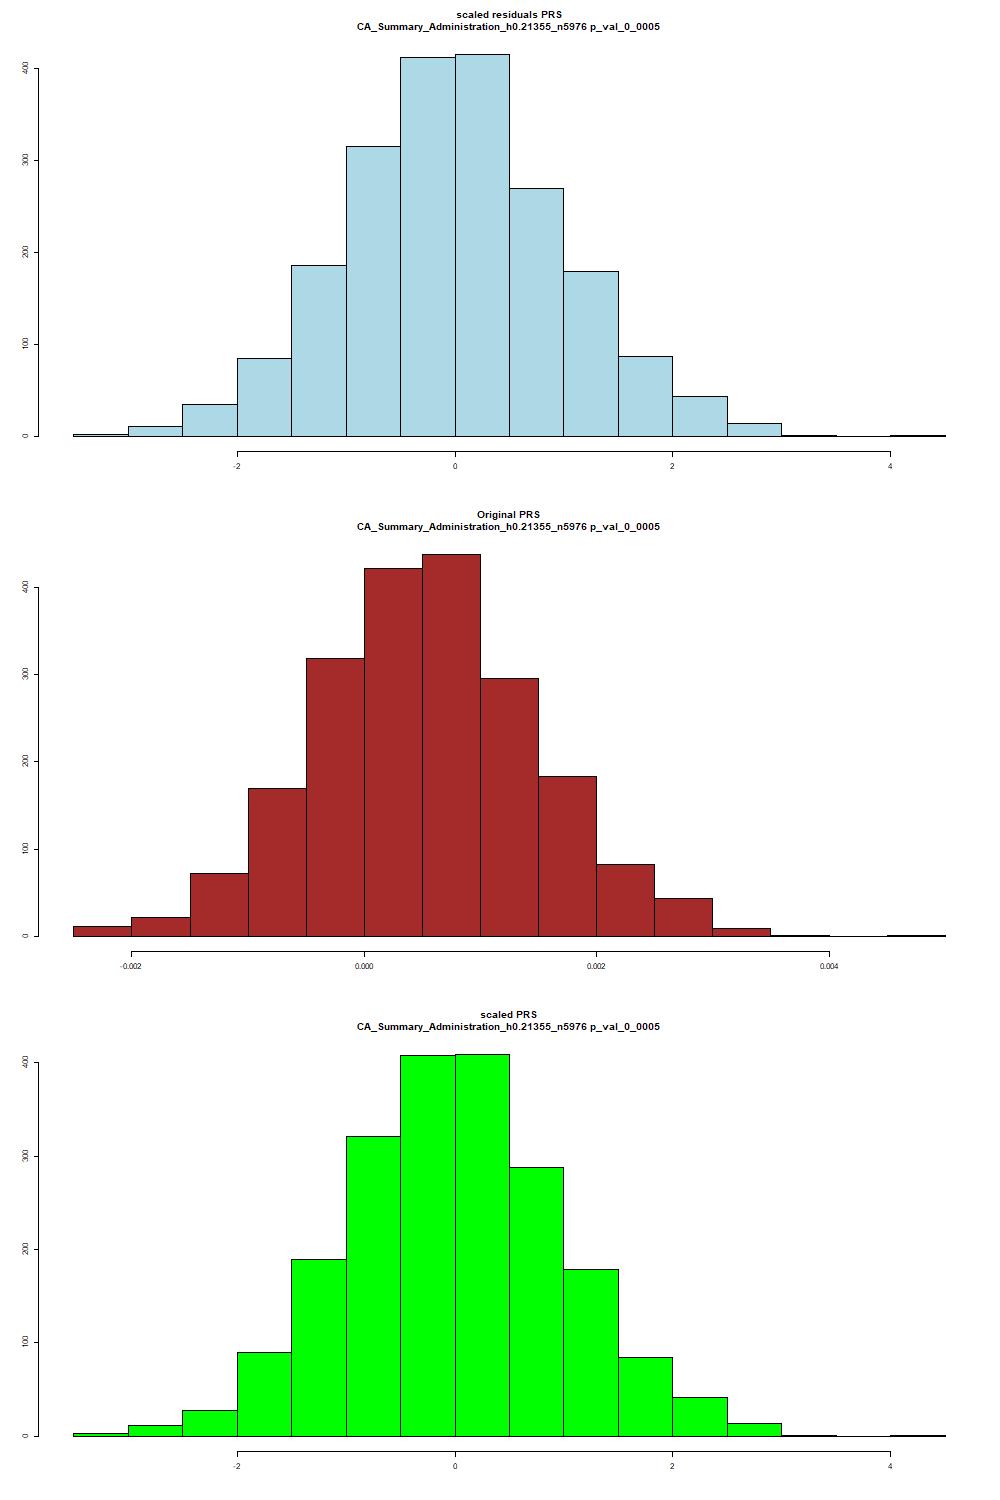 scaled residuals PRS
CA_Summary_Administration_h0.21355_n5976 p_val_0_0005
400
300
200
100
0
-2 0 2 4
Original PRS
CA_Summary_Administration_h0.21355_n5976 p_val_0_0005
400
300
200
100
0
-0.002 0.000 0.002 0.004
scaled PRS
CA_Summary_Administration_h0.21355_n5976 p_val_0_0005
400
300
200
100
0
-2 0 2 4